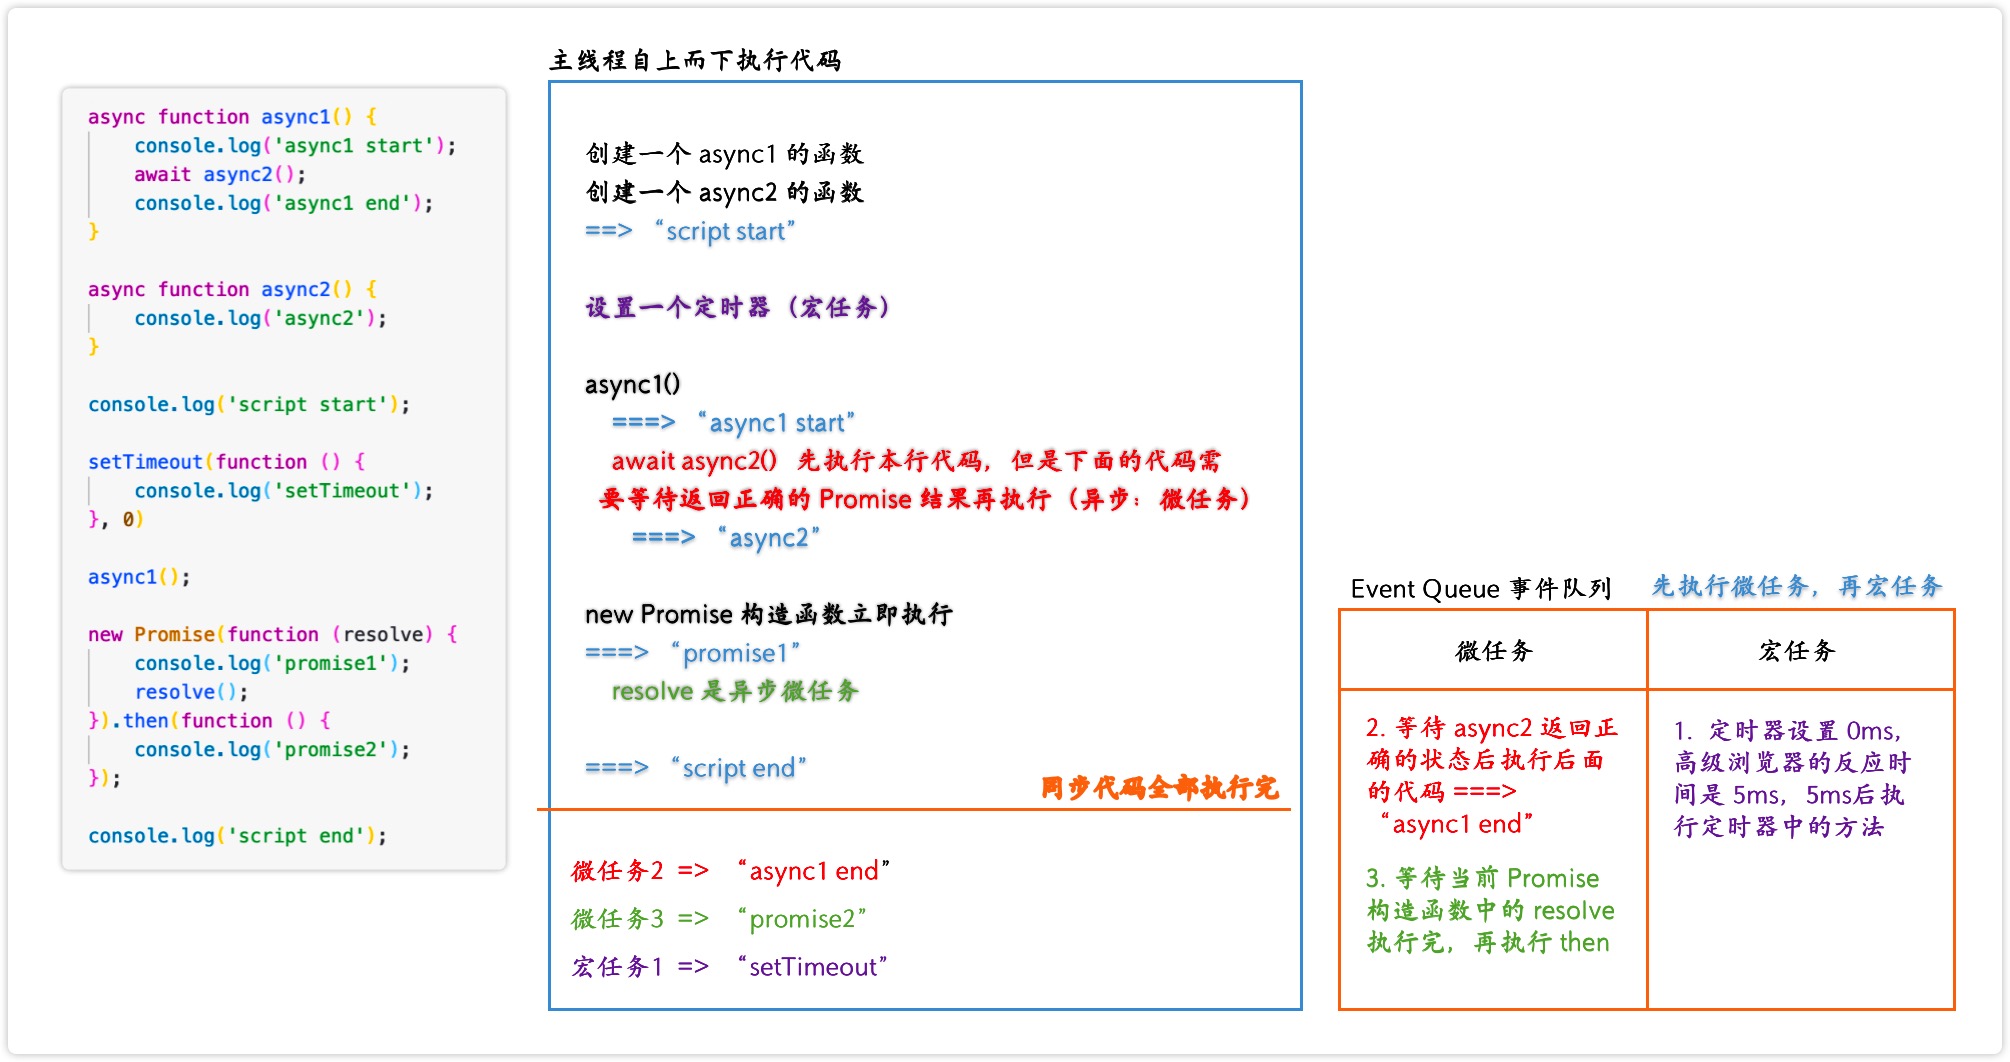 async function async1() {
    console.log('async1 start');
    await async2();
    console.log('async1 end');
}
async function async2() {
    console.log('async2');
}
console.log('script start');
setTimeout(function () {
    console.log('setTimeout');
}, 0)
async1();
new Promise(function (resolve) {
    console.log('promise1');
    resolve();
}).then(function () {
    console.log('promise2');
});
console.log('script end');
主线程自上而下执行代码
创建一个 async1 的函数
创建一个 async2 的函数
==> “script start”
设置一个定时器（宏任务）
async1()
===> “async1 start”
await async2() 先执行本行代码，但是下面的代码需
要等待返回正确的 Promise 结果再执行（异步：微任务）
===> “async2”
new Promise 构造函数立即执行
===> “promise1”
resolve 是异步微任务
===> “script end”
同步代码全部执行完
微任务2 => “async1 end”
微任务3 => “promise2”
宏任务1 => “setTimeout”
Event Queue 事件队列
先执行微任务，再宏任务
微任务
宏任务
2. 等待 async2 返回正
确的状态后执行后面
的代码 ===>
“async1 end”
3. 等待当前 Promise
构造函数中的 resolve
执行完，再执行 then
1. 定时器设置 0ms，
高级浏览器的反应时
间是 5ms，5ms后执
行定时器中的方法